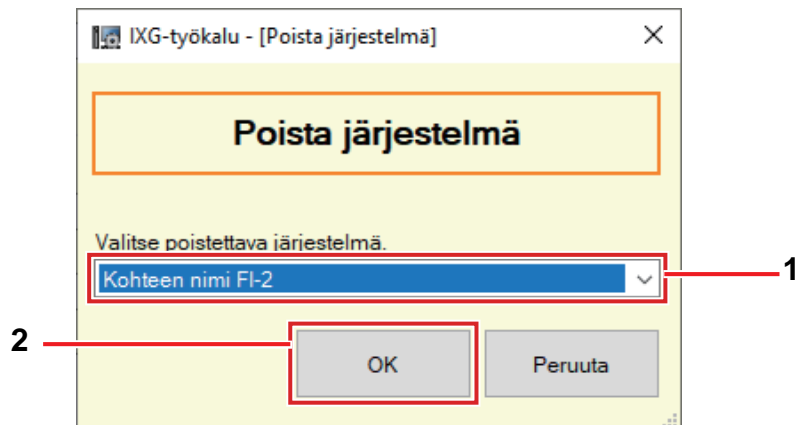 IXG-työkalu - [Poista järjestelmä]
Poista järjestelmä
Valitse poistettava järjestelmä.
Kohteen nimi FI-2
1
2
OK
Peruuta